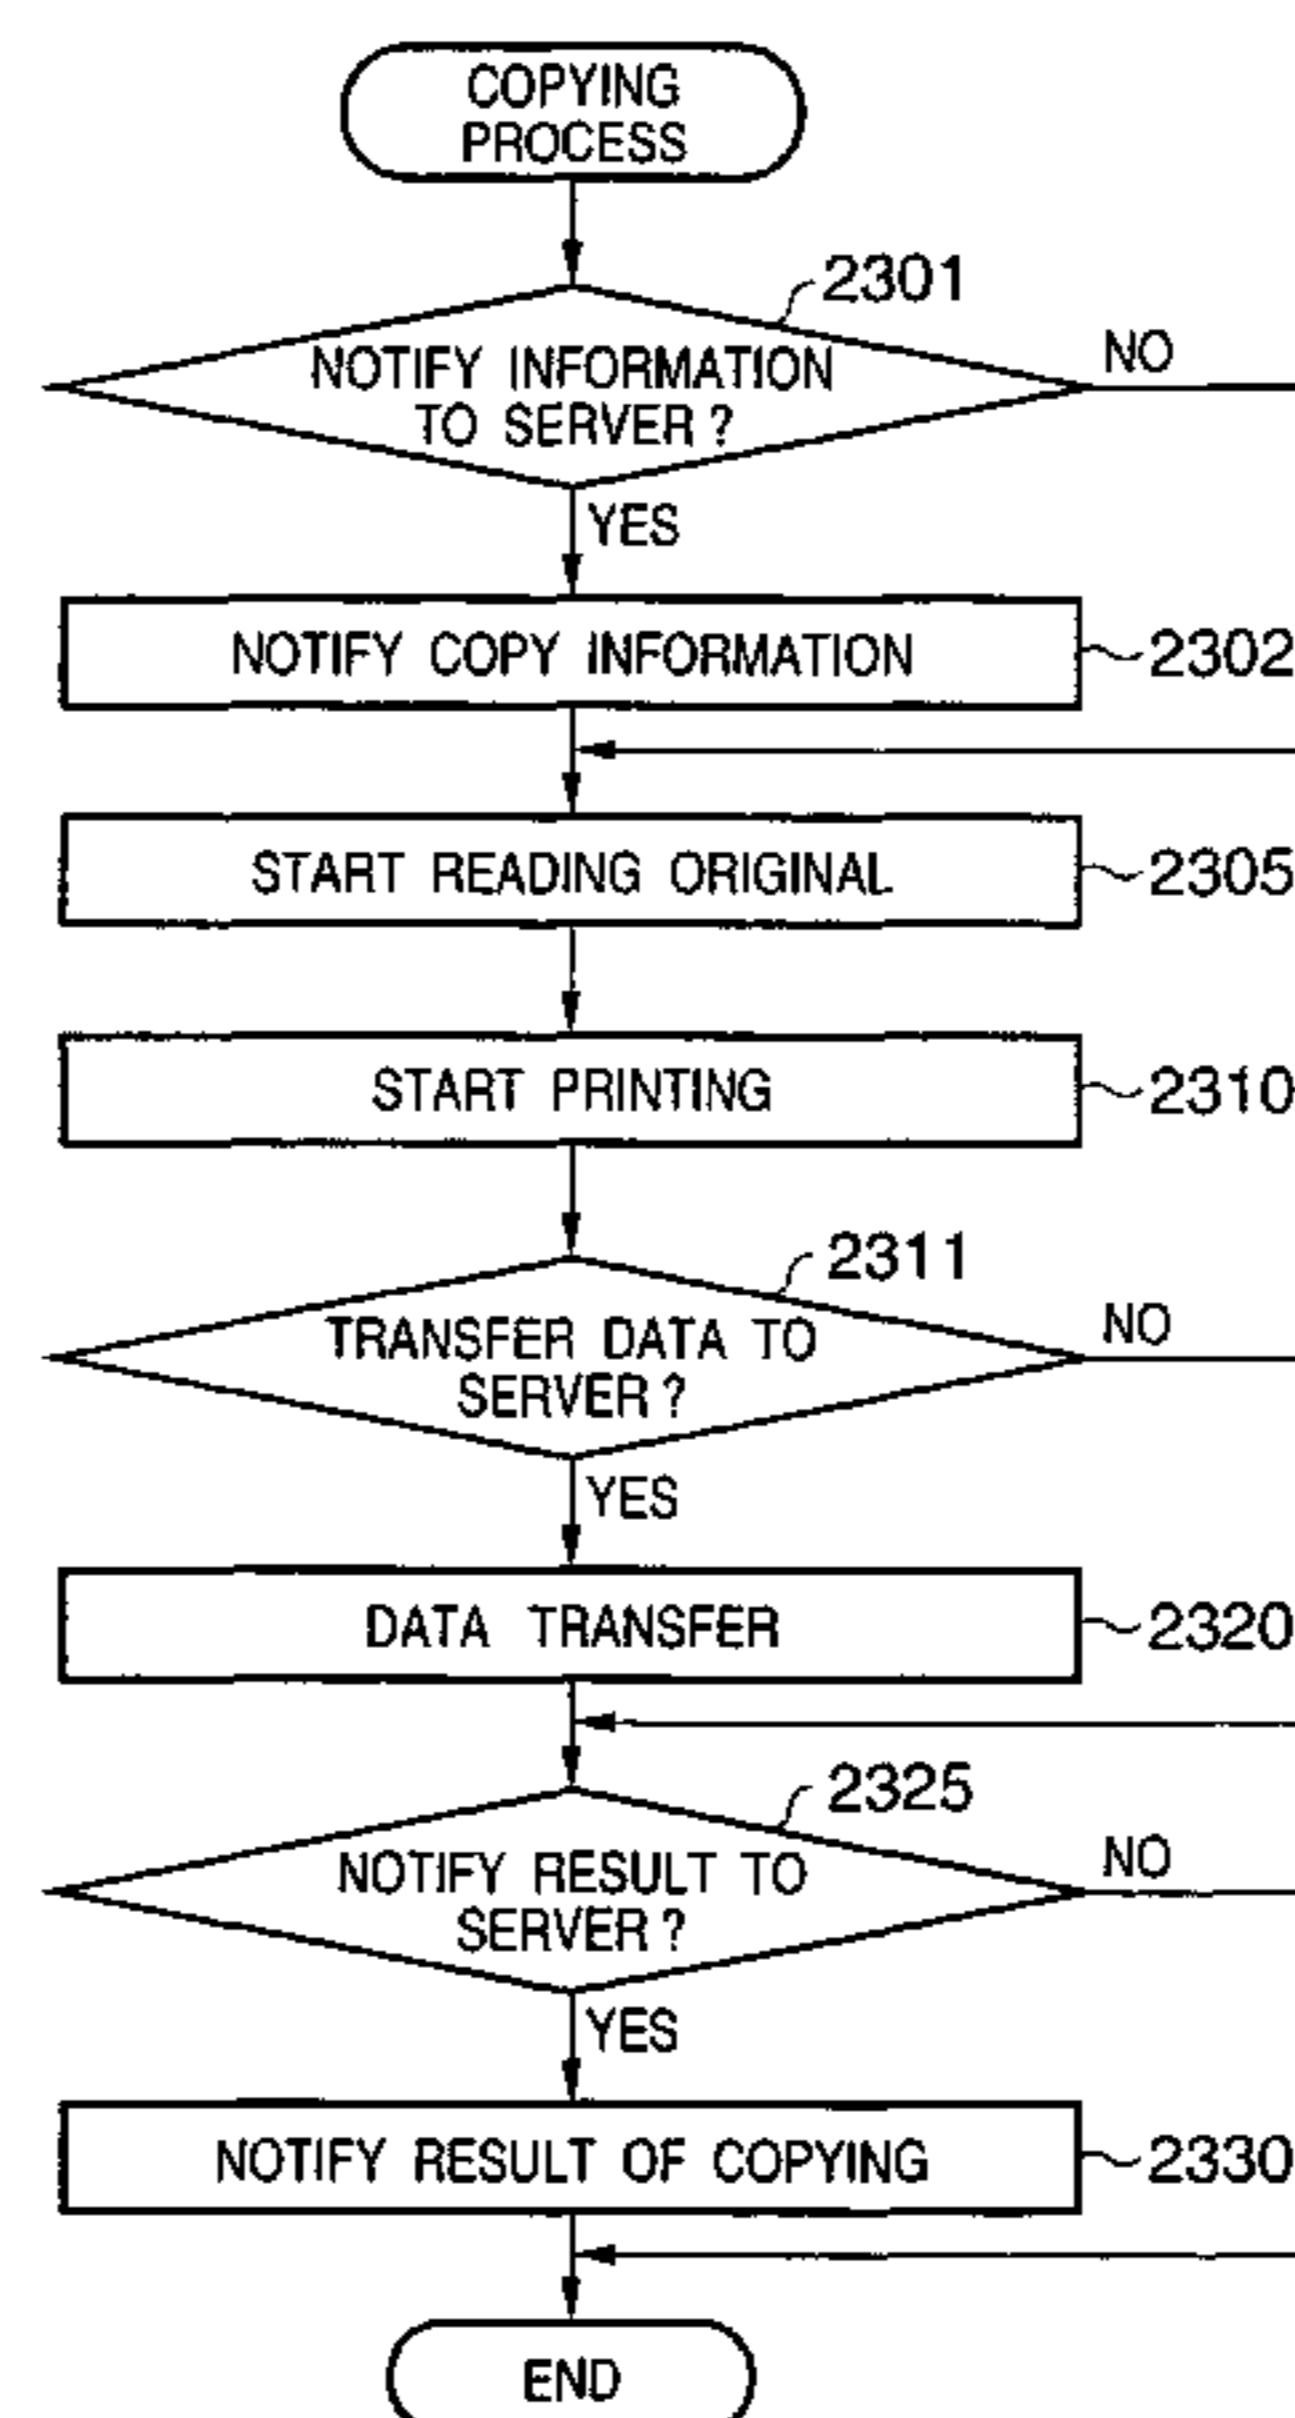 COPYING
PROCESS
2301
NOTIFY INFORMATION
TO SERVER?
NO
YES
NOTIFY COPY INFORMATION
2302
START READING ORIGINAL
2305
START PRINTING
2310
2311
TRANSFER DATA TO
SERVER?
NO
YES
DATA TRANSFER
2320
2325
NOTIFY RESULT TO
SERVER?
NO
YES
NOTIFY RESULT OF COPYING
2330
END